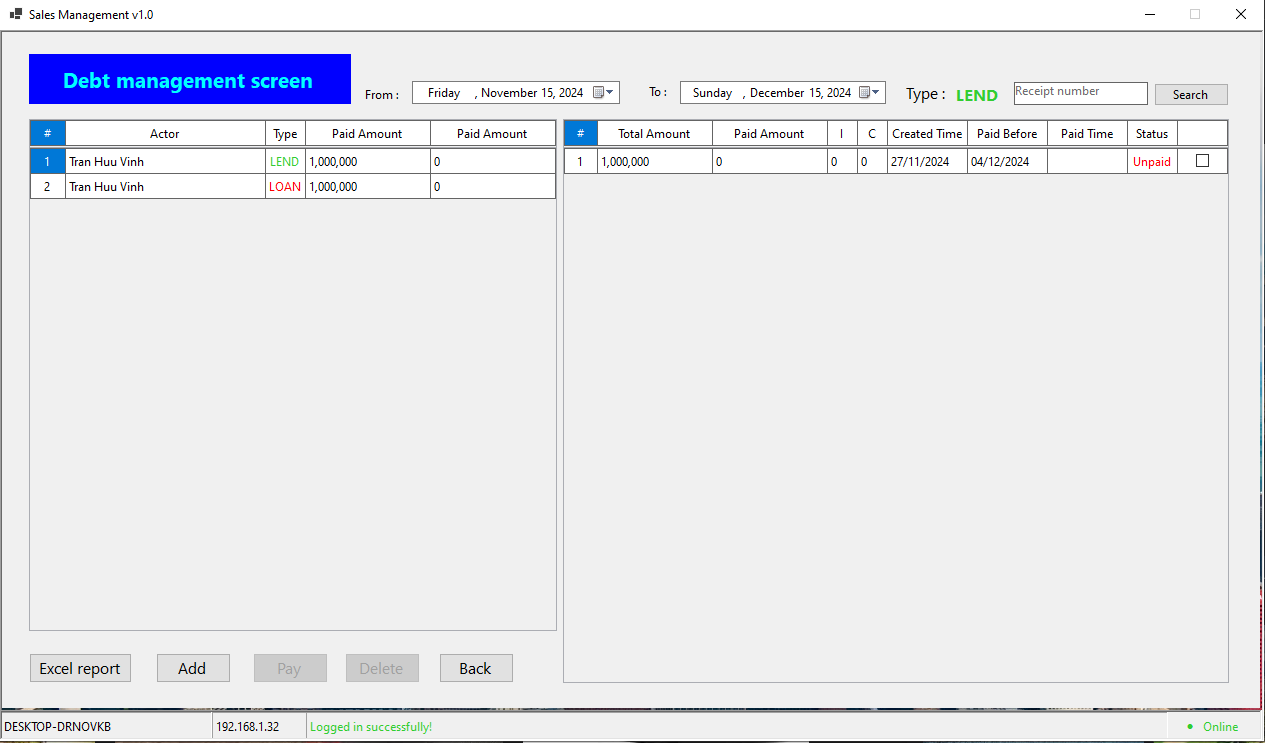 Sales Management v1.0
Debt management screen
From :
Friday , November 15, 2024
To :
Sunday , December 15, 2024
Type :
LEND
Receipt number
Search
# Actor Type Paid Amount Paid Amount
1 Tran Huu Vinh LEND 1,000,000 0
2 Tran Huu Vinh LOAN 1,000,000 0
# Total Amount Paid Amount I C Created Time Paid Before Paid Time Status
1 1,000,000 0 0 0 27/11/2024 04/12/2024 Unpaid
Excel report
Add
Pay
Delete
Back
DESKTOP-DRNOVKB 192.168.1.32 Logged in successfully! Online